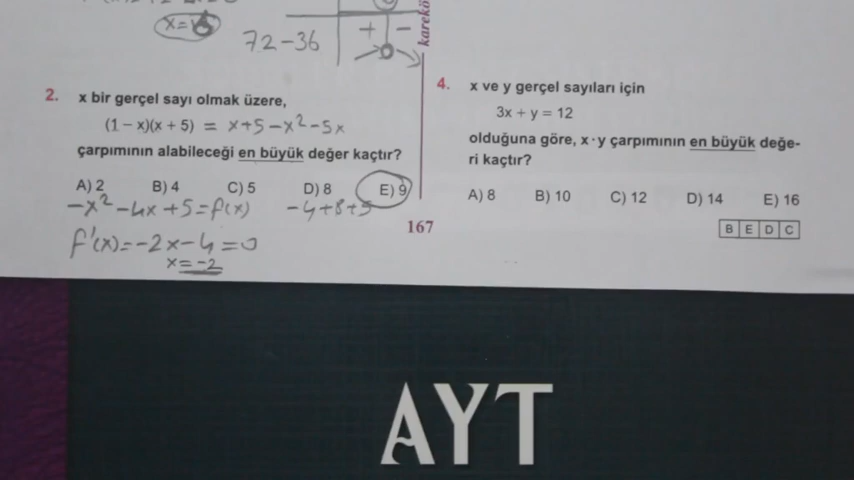 x=
+ -
72-36
karekö
2. x bir gerçel sayı olmak üzere,
(1 – x)(x + 5) = x+5-x²-5x
çarpımının alabileceği en büyük değer kaçtır?
A) 2 B) 4 C) 5 D) 8 E) 9
-x²-4x+5=f(x) -4+8+5
f'(x)=-2x-4=0
x=-2
167
4. x ve y gerçel sayıları için
3x + y = 12
olduğuna göre, x·y çarpımının en büyük değe-
ri kaçtır?
A) 8 B) 10 C) 12 D) 14 E) 16
B E D C
AYT